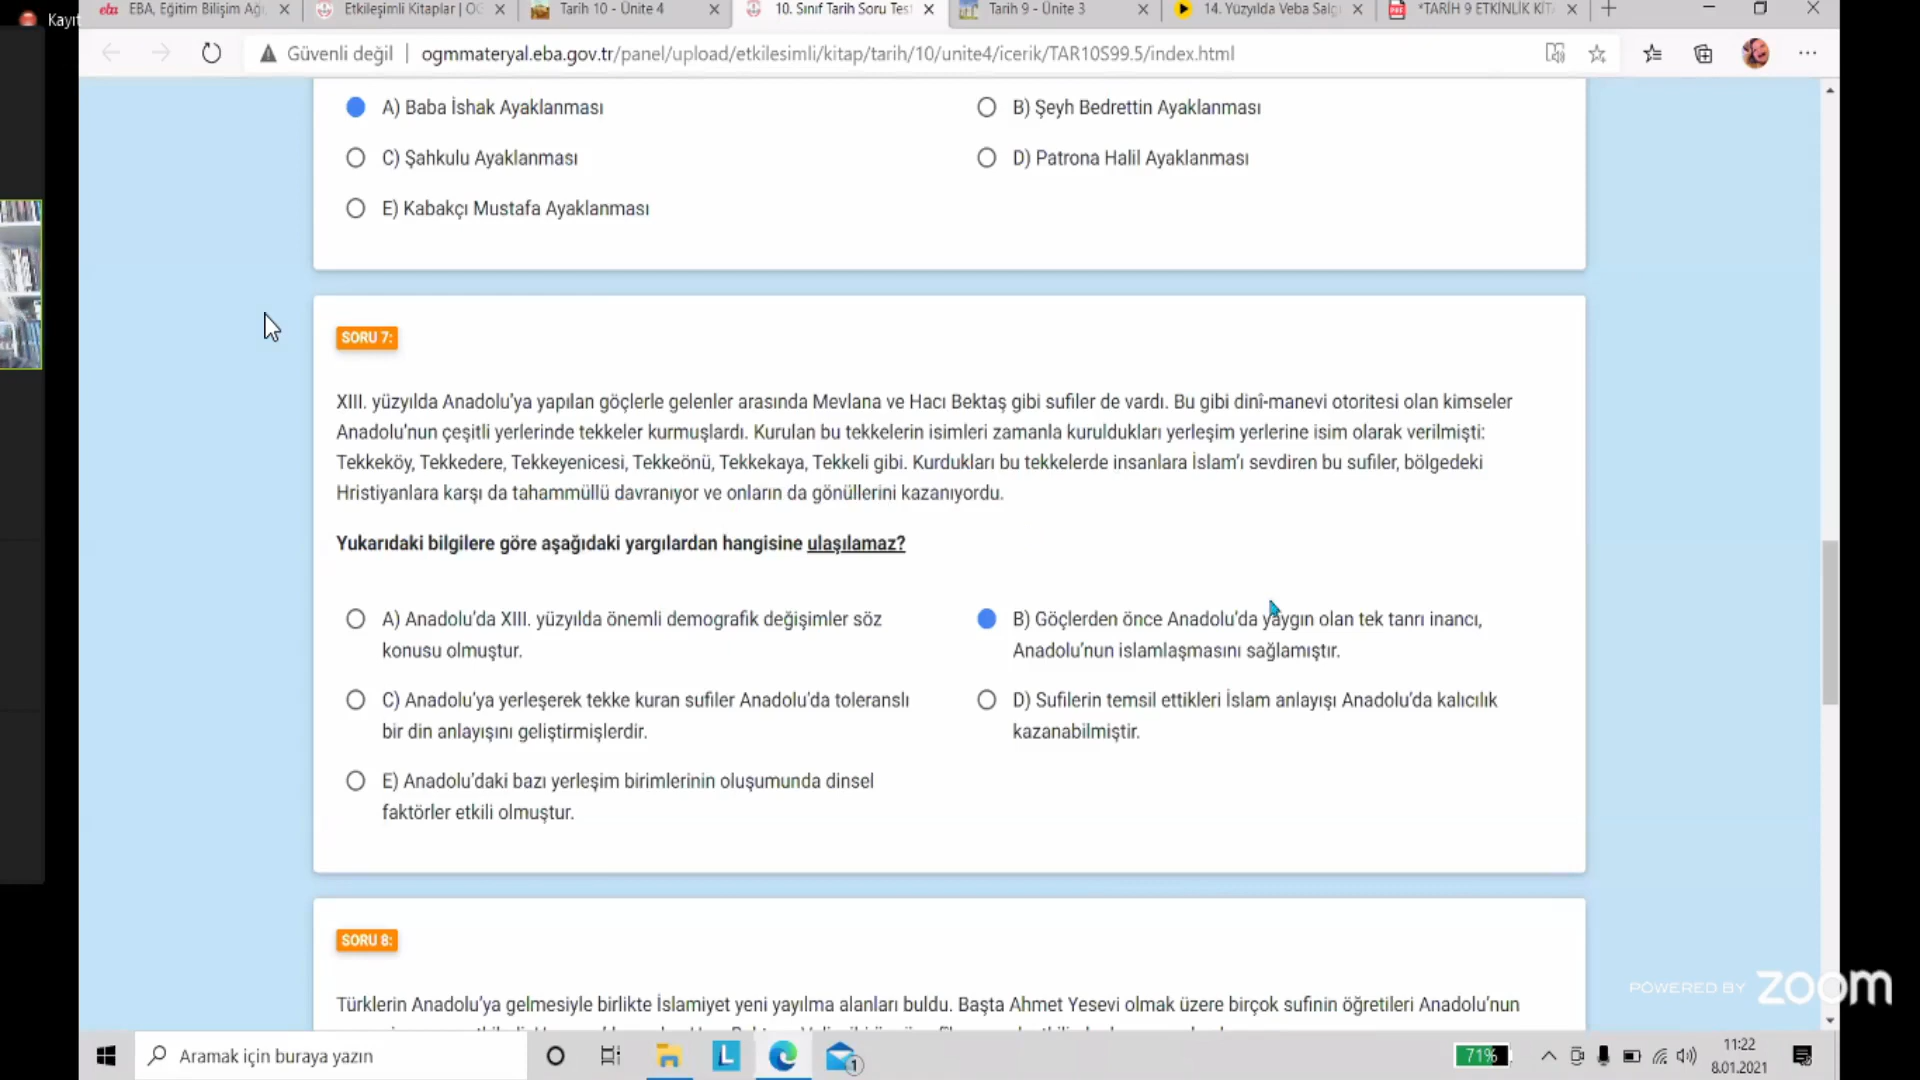 Kayıt
EBA, Eğitim Bilişim Ağı
Etkileşimli Kitaplar | OG
Tarih 10 - Ünite 4
10. Sınıf Tarih Soru Test
Tarih 9 - Ünite 3
14. Yüzyılda Veba Salgı
*TARİH 9 ETKİNLİK KİTA
Güvenli değil | ogmmateryal.eba.gov.tr/panel/upload/etkilesimli/kitap/tarih/10/unite4/icerik/TAR10S99.5/index.html
A) Baba İshak Ayaklanması
B) Şeyh Bedrettin Ayaklanması
C) Şahkulu Ayaklanması
D) Patrona Halil Ayaklanması
E) Kabakçı Mustafa Ayaklanması
SORU 7:
XIII. yüzyılda Anadolu'ya yapılan göçlerle gelenler arasında Mevlana ve Hacı Bektaş gibi sufiler de vardı. Bu gibi dinî-manevi otoritesi olan kimseler
Anadolu'nun çeşitli yerlerinde tekkeler kurmuşlardı. Kurulan bu tekkelerin isimleri zamanla kuruldukları yerleşim yerlerine isim olarak verilmişti:
Tekkeköy, Tekkedere, Tekkeyenicesi, Tekkeönü, Tekkekaya, Tekkeli gibi. Kurdukları bu tekkelerde insanlara İslam'ı sevdiren bu sufiler, bölgedeki
Hristiyanlara karşı da tahammüllü davranıyor ve onların da gönüllerini kazanıyordu.
Yukarıdaki bilgilere göre aşağıdaki yargılardan hangisine ulaşılamaz?
A) Anadolu'da XIII. yüzyılda önemli demografik değişimler söz
konusu olmuştur.
B) Göçlerden önce Anadolu'da yaygın olan tek tanrı inancı,
Anadolu'nun islamlaşmasını sağlamıştır.
C) Anadolu'ya yerleşerek tekke kuran sufiler Anadolu'da toleranslı
bir din anlayışını geliştirmişlerdir.
D) Sufilerin temsil ettikleri İslam anlayışı Anadolu'da kalıcılık
kazanabilmiştir.
E) Anadolu'daki bazı yerleşim birimlerinin oluşumunda dinsel
faktörler etkili olmuştur.
SORU 8:
Türklerin Anadolu'ya gelmesiyle birlikte İslamiyet yeni yayılma alanları buldu. Başta Ahmet Yesevi olmak üzere birçok sufinin öğretileri Anadolu'nun
POWERED BY zoom
Aramak için buraya yazın
1
71%
11:22
8.01.2021